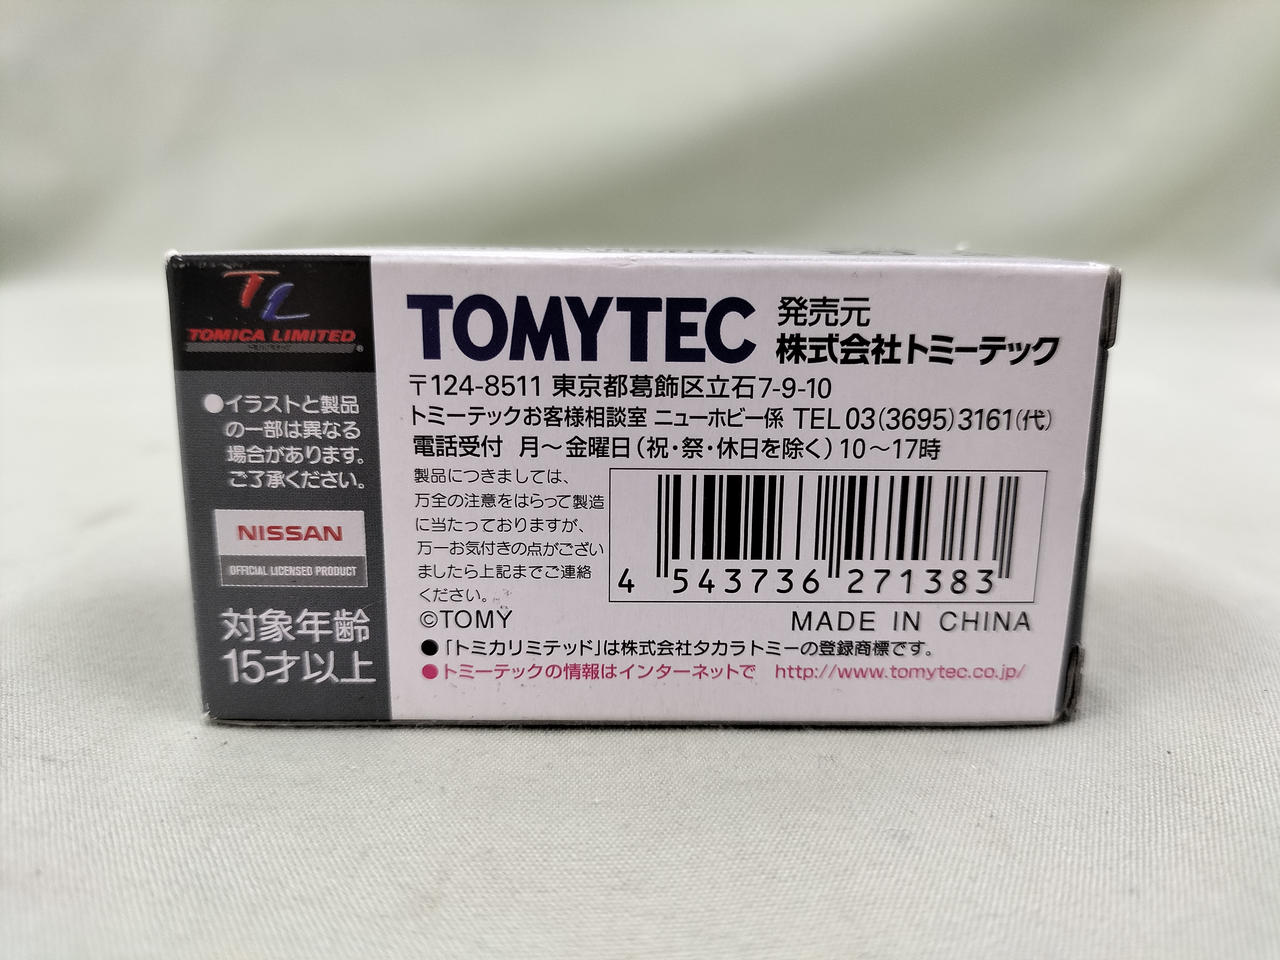 TL
TOMICA LIMITED
●イラストと製品
の一部は異なる
場合があります。
ご了承ください。
NISSAN
OFFICIAL LICENSED PRODUCT
対象年齢
15才以上
TOMYTEC 発売元
株式会社トミーテック
〒124-8511 東京都葛飾区立石7-9-10
トミーテックお客様相談室 ニューホビー係 TEL 03(3695)3161(代)
電話受付 月～金曜日(祝・祭・休日を除く)10～17時
製品につきましては、
万全の注意をはらって製造
に当たっておりますが、
万一お気付きの点がござい
ましたら上記までご連絡
ください。
4 543736 271383
©TOMY
MADE IN CHINA
●「トミカリミテッド」は株式会社タカラトミーの登録商標です。
●トミーテックの情報はインターネットで http://www.tomytec.co.jp/